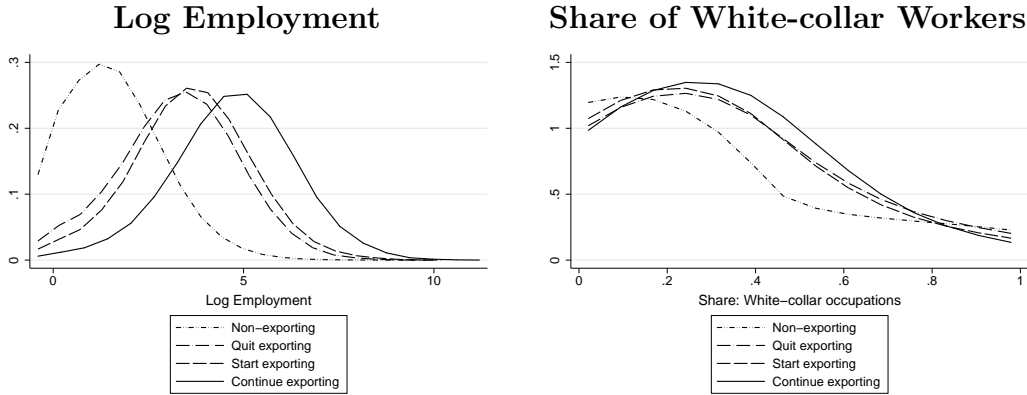 Log Employment
.3
.2
.1
0
0 5 10
Log Employment
Non−exporting
Quit exporting
Start exporting
Continue exporting
Share of White-collar Workers
1.5
1
.5
0
0 .2 .4 .6 .8 1
Share: White−collar occupations
Non−exporting
Quit exporting
Start exporting
Continue exporting